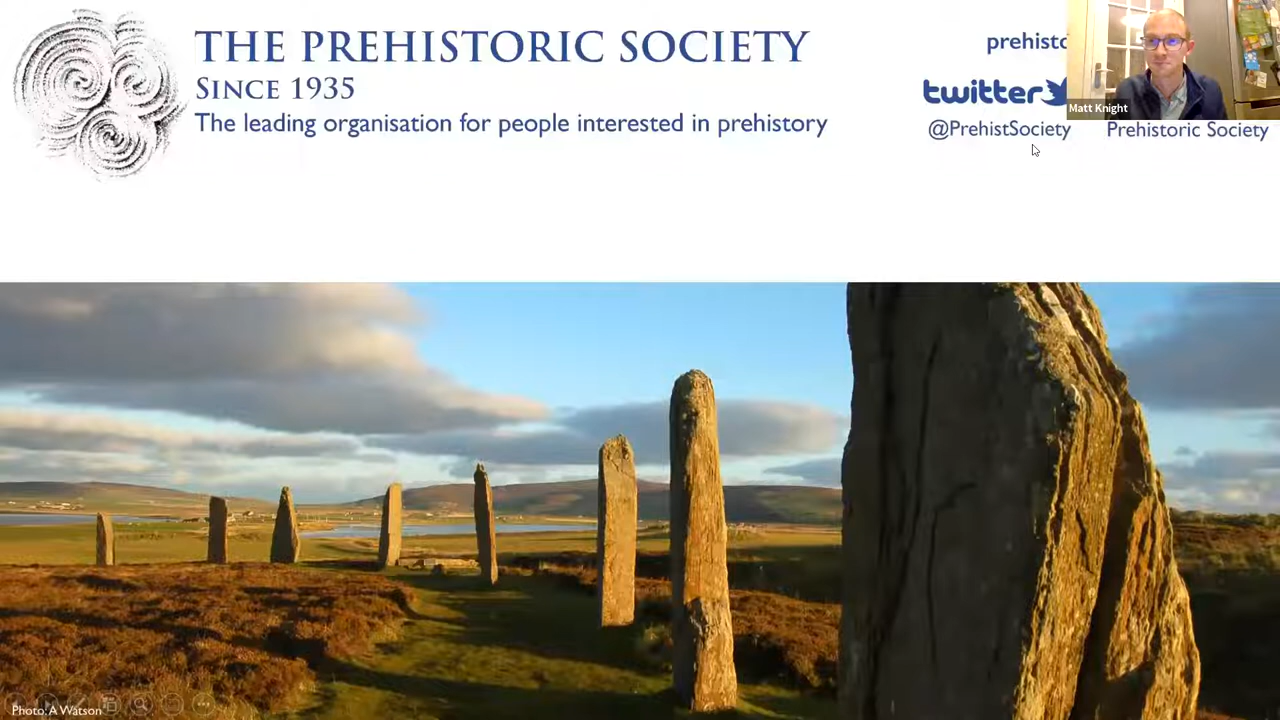 THE PREHISTORIC SOCIETY
SINCE 1935
The leading organisation for people interested in prehistory
twitter
@PrehistSociety
Matt Knight
Prehistoric Society
Photo: A Watson